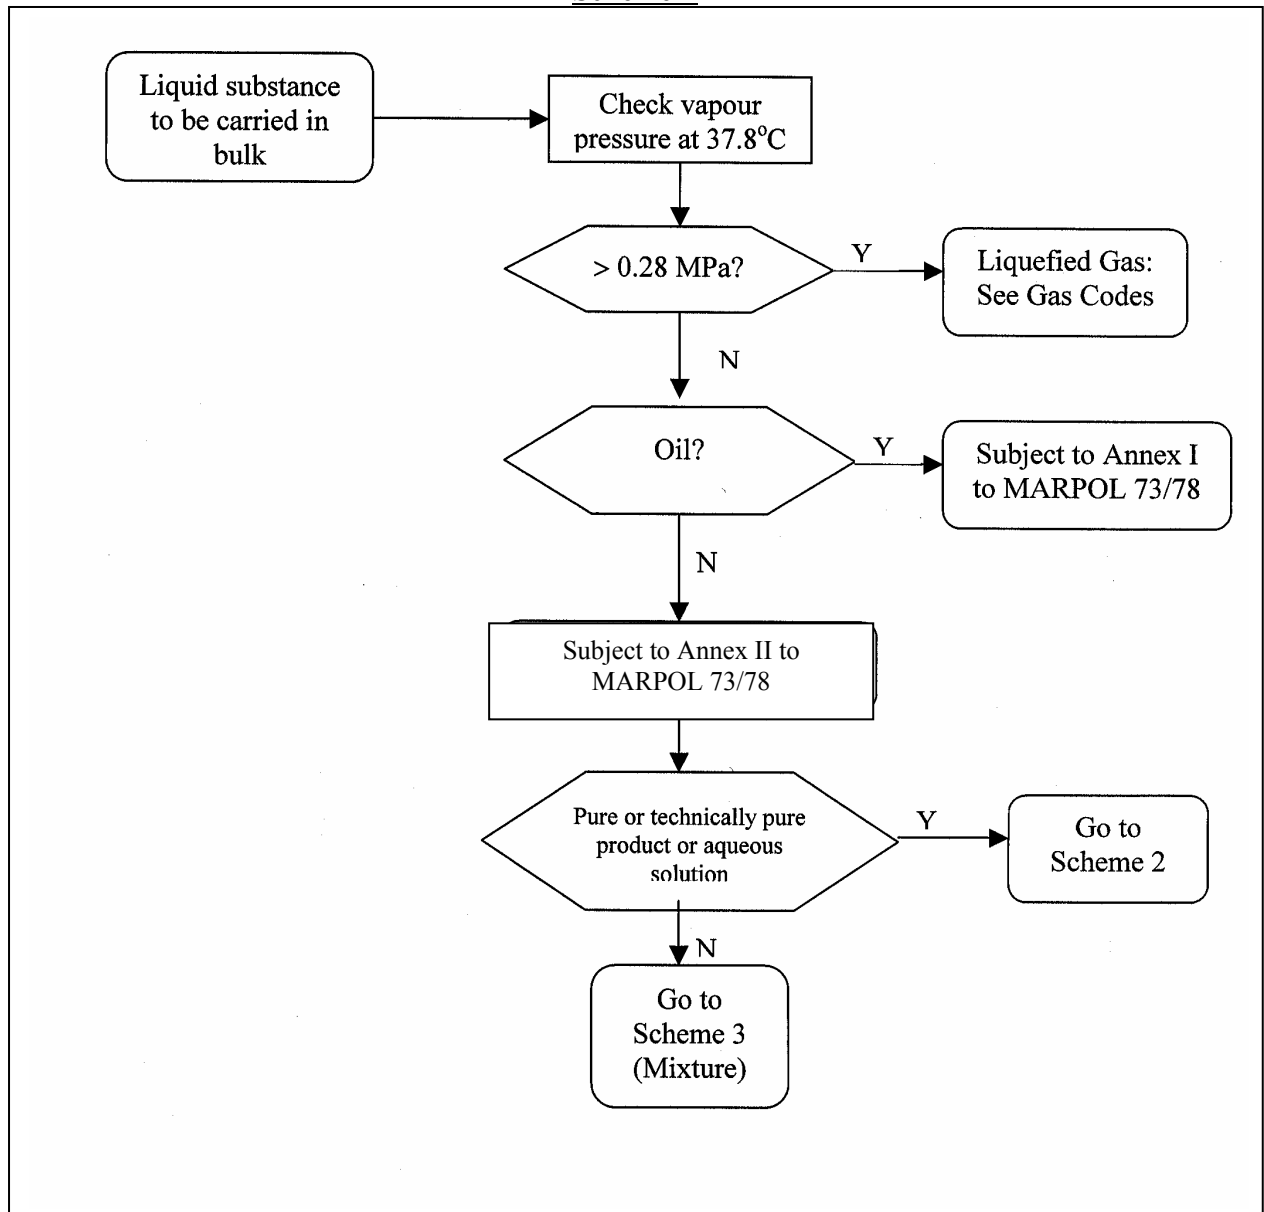 Liquid substance
to be carried in
bulk
Check vapour
pressure at 37.8°C
> 0.28 MPa?
Y
Liquefied Gas:
See Gas Codes
N
Oil?
Y
Subject to Annex I
to MARPOL 73/78
N
Subject to Annex II to
MARPOL 73/78
Pure or technically pure
product or aqueous
solution
Y
Go to
Scheme 2
N
Go to
Scheme 3
(Mixture)